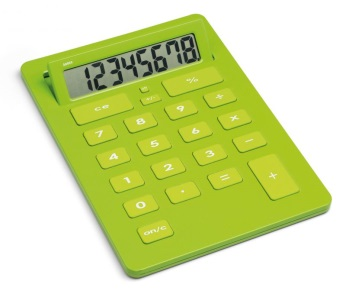 12345678
ce +/- %
7 8 9 ÷
4 5 6 ×
1 2 3 −
0 . = +
on/c